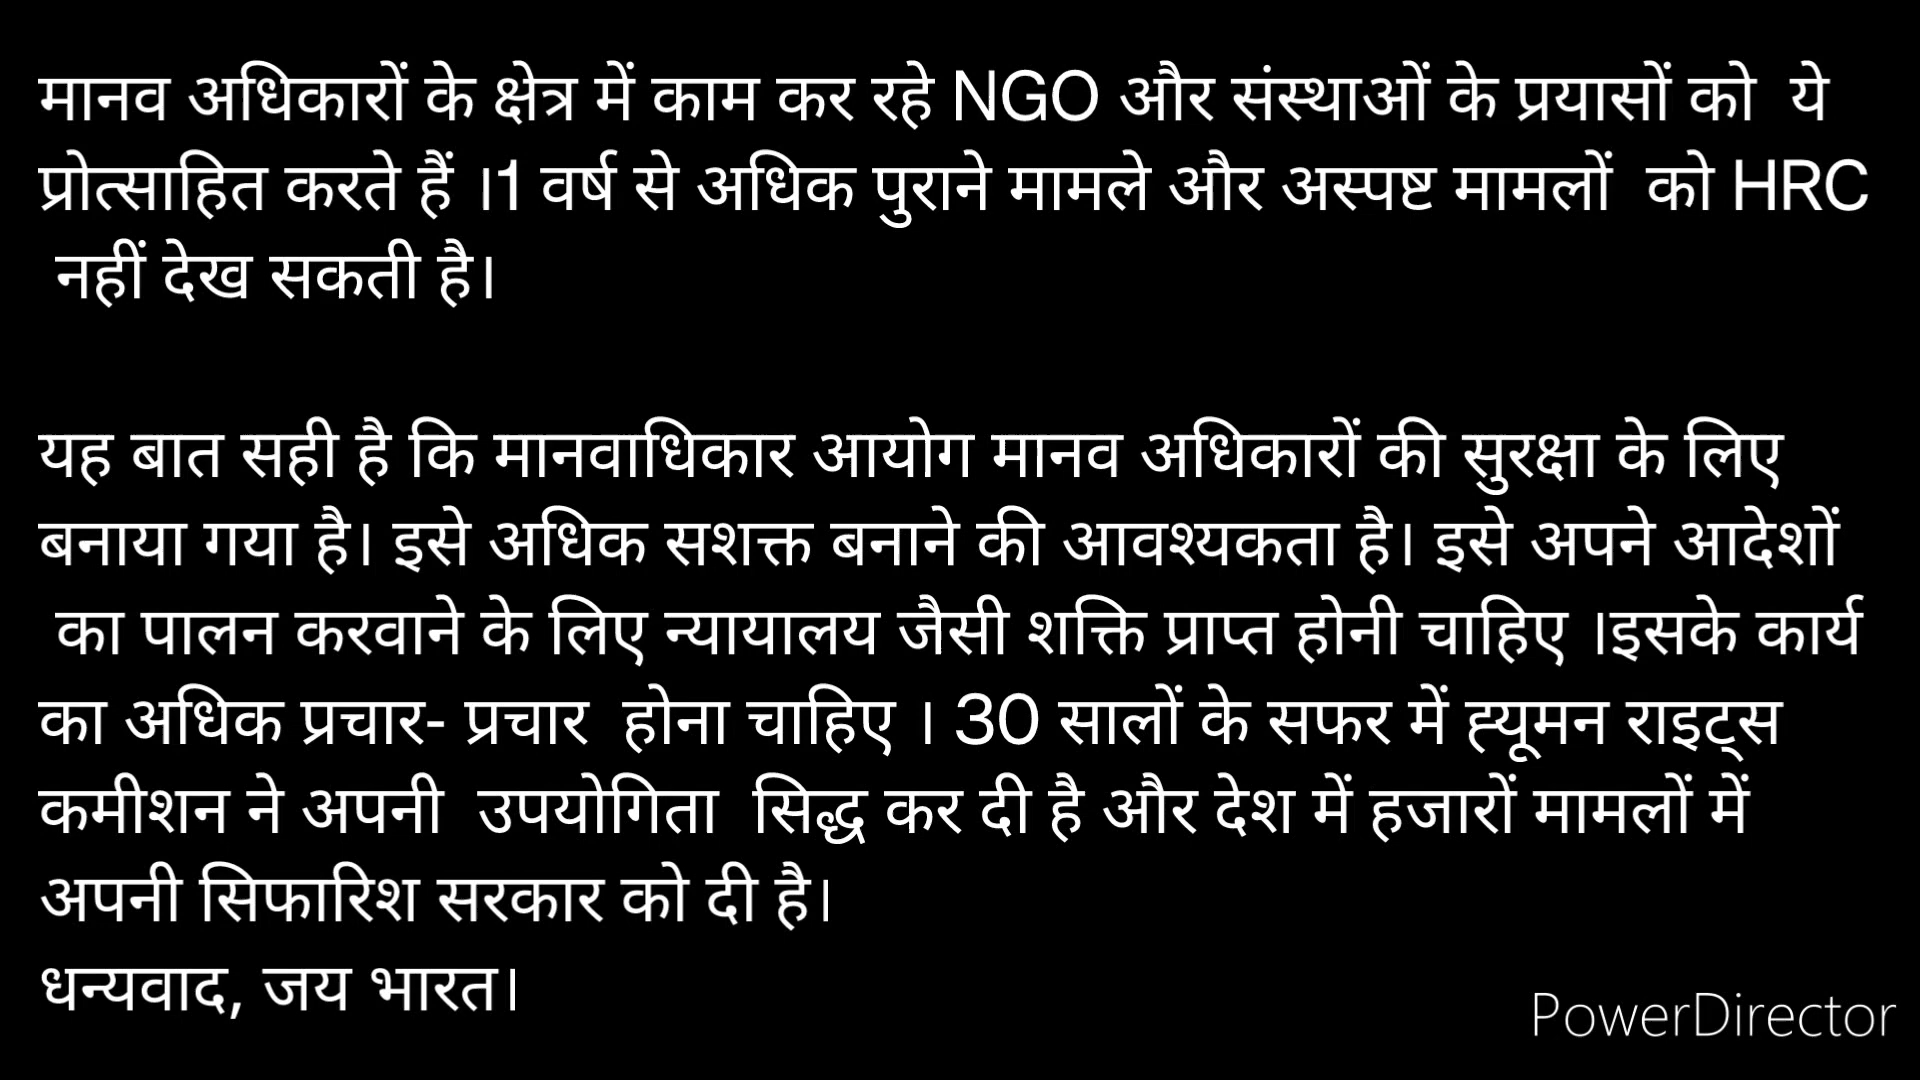 मानव अधिकारों के क्षेत्र में काम कर रहे NGO और संस्थाओं के प्रयासों को  ये
प्रोत्साहित करते हैं ।1 वर्ष से अधिक पुराने मामले और अस्पष्ट मामलों  को HRC
नहीं देख सकती है।
यह बात सही है कि मानवाधिकार आयोग मानव अधिकारों की सुरक्षा के लिए
बनाया गया है। इसे अधिक सशक्त बनाने की आवश्यकता है। इसे अपने आदेशों
का पालन करवाने के लिए न्यायालय जैसी शक्ति प्राप्त होनी चाहिए ।इसके कार्य
का अधिक प्रचार- प्रचार  होना चाहिए । 30 सालों के सफर में ह्यूमन राइट्स
कमीशन ने अपनी  उपयोगिता  सिद्ध कर दी है और देश में हजारों मामलों में
अपनी सिफारिश सरकार को दी है।
धन्यवाद, जय भारत।
PowerDirector